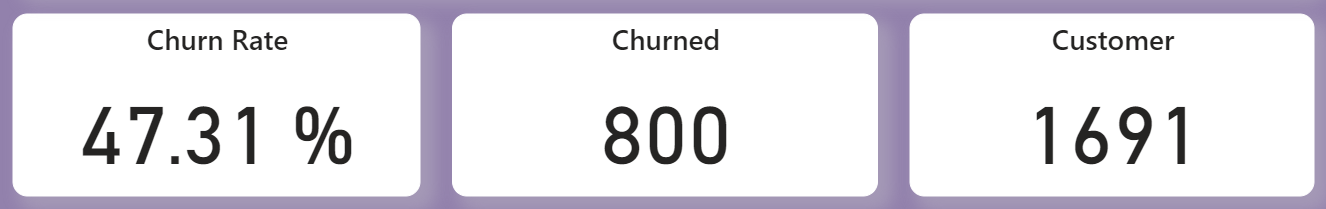 Churn Rate
47.31 %
Churned
800
Customer
1691